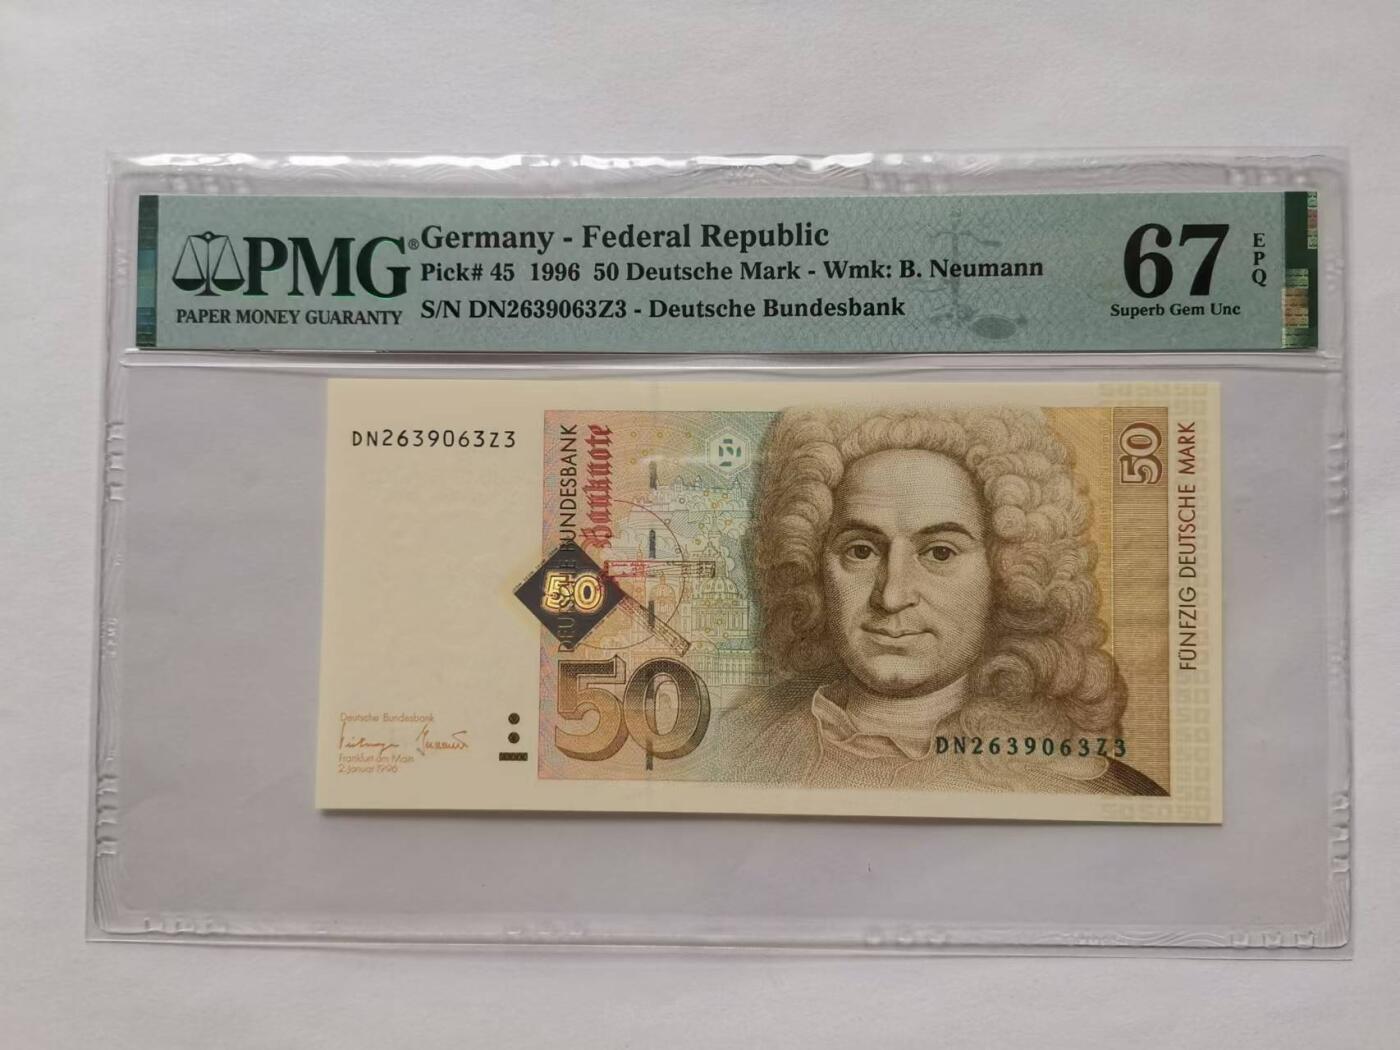 PMG®
PAPER MONEY GUARANTY
Germany - Federal Republic
Pick# 45 1996 50 Deutsche Mark - Wmk: B. Neumann
S/N DN2639063Z3 - Deutsche Bundesbank
67
EPQ
Superb Gem Unc
DN2639063Z3
DEUTSCHE BUNDESBANK
Banknote
50
50
50
FÜNFZIG DEUTSCHE MARK
Deutsche Bundesbank
Frankfurt am Main
2. Januar 1996
DN2639063Z3